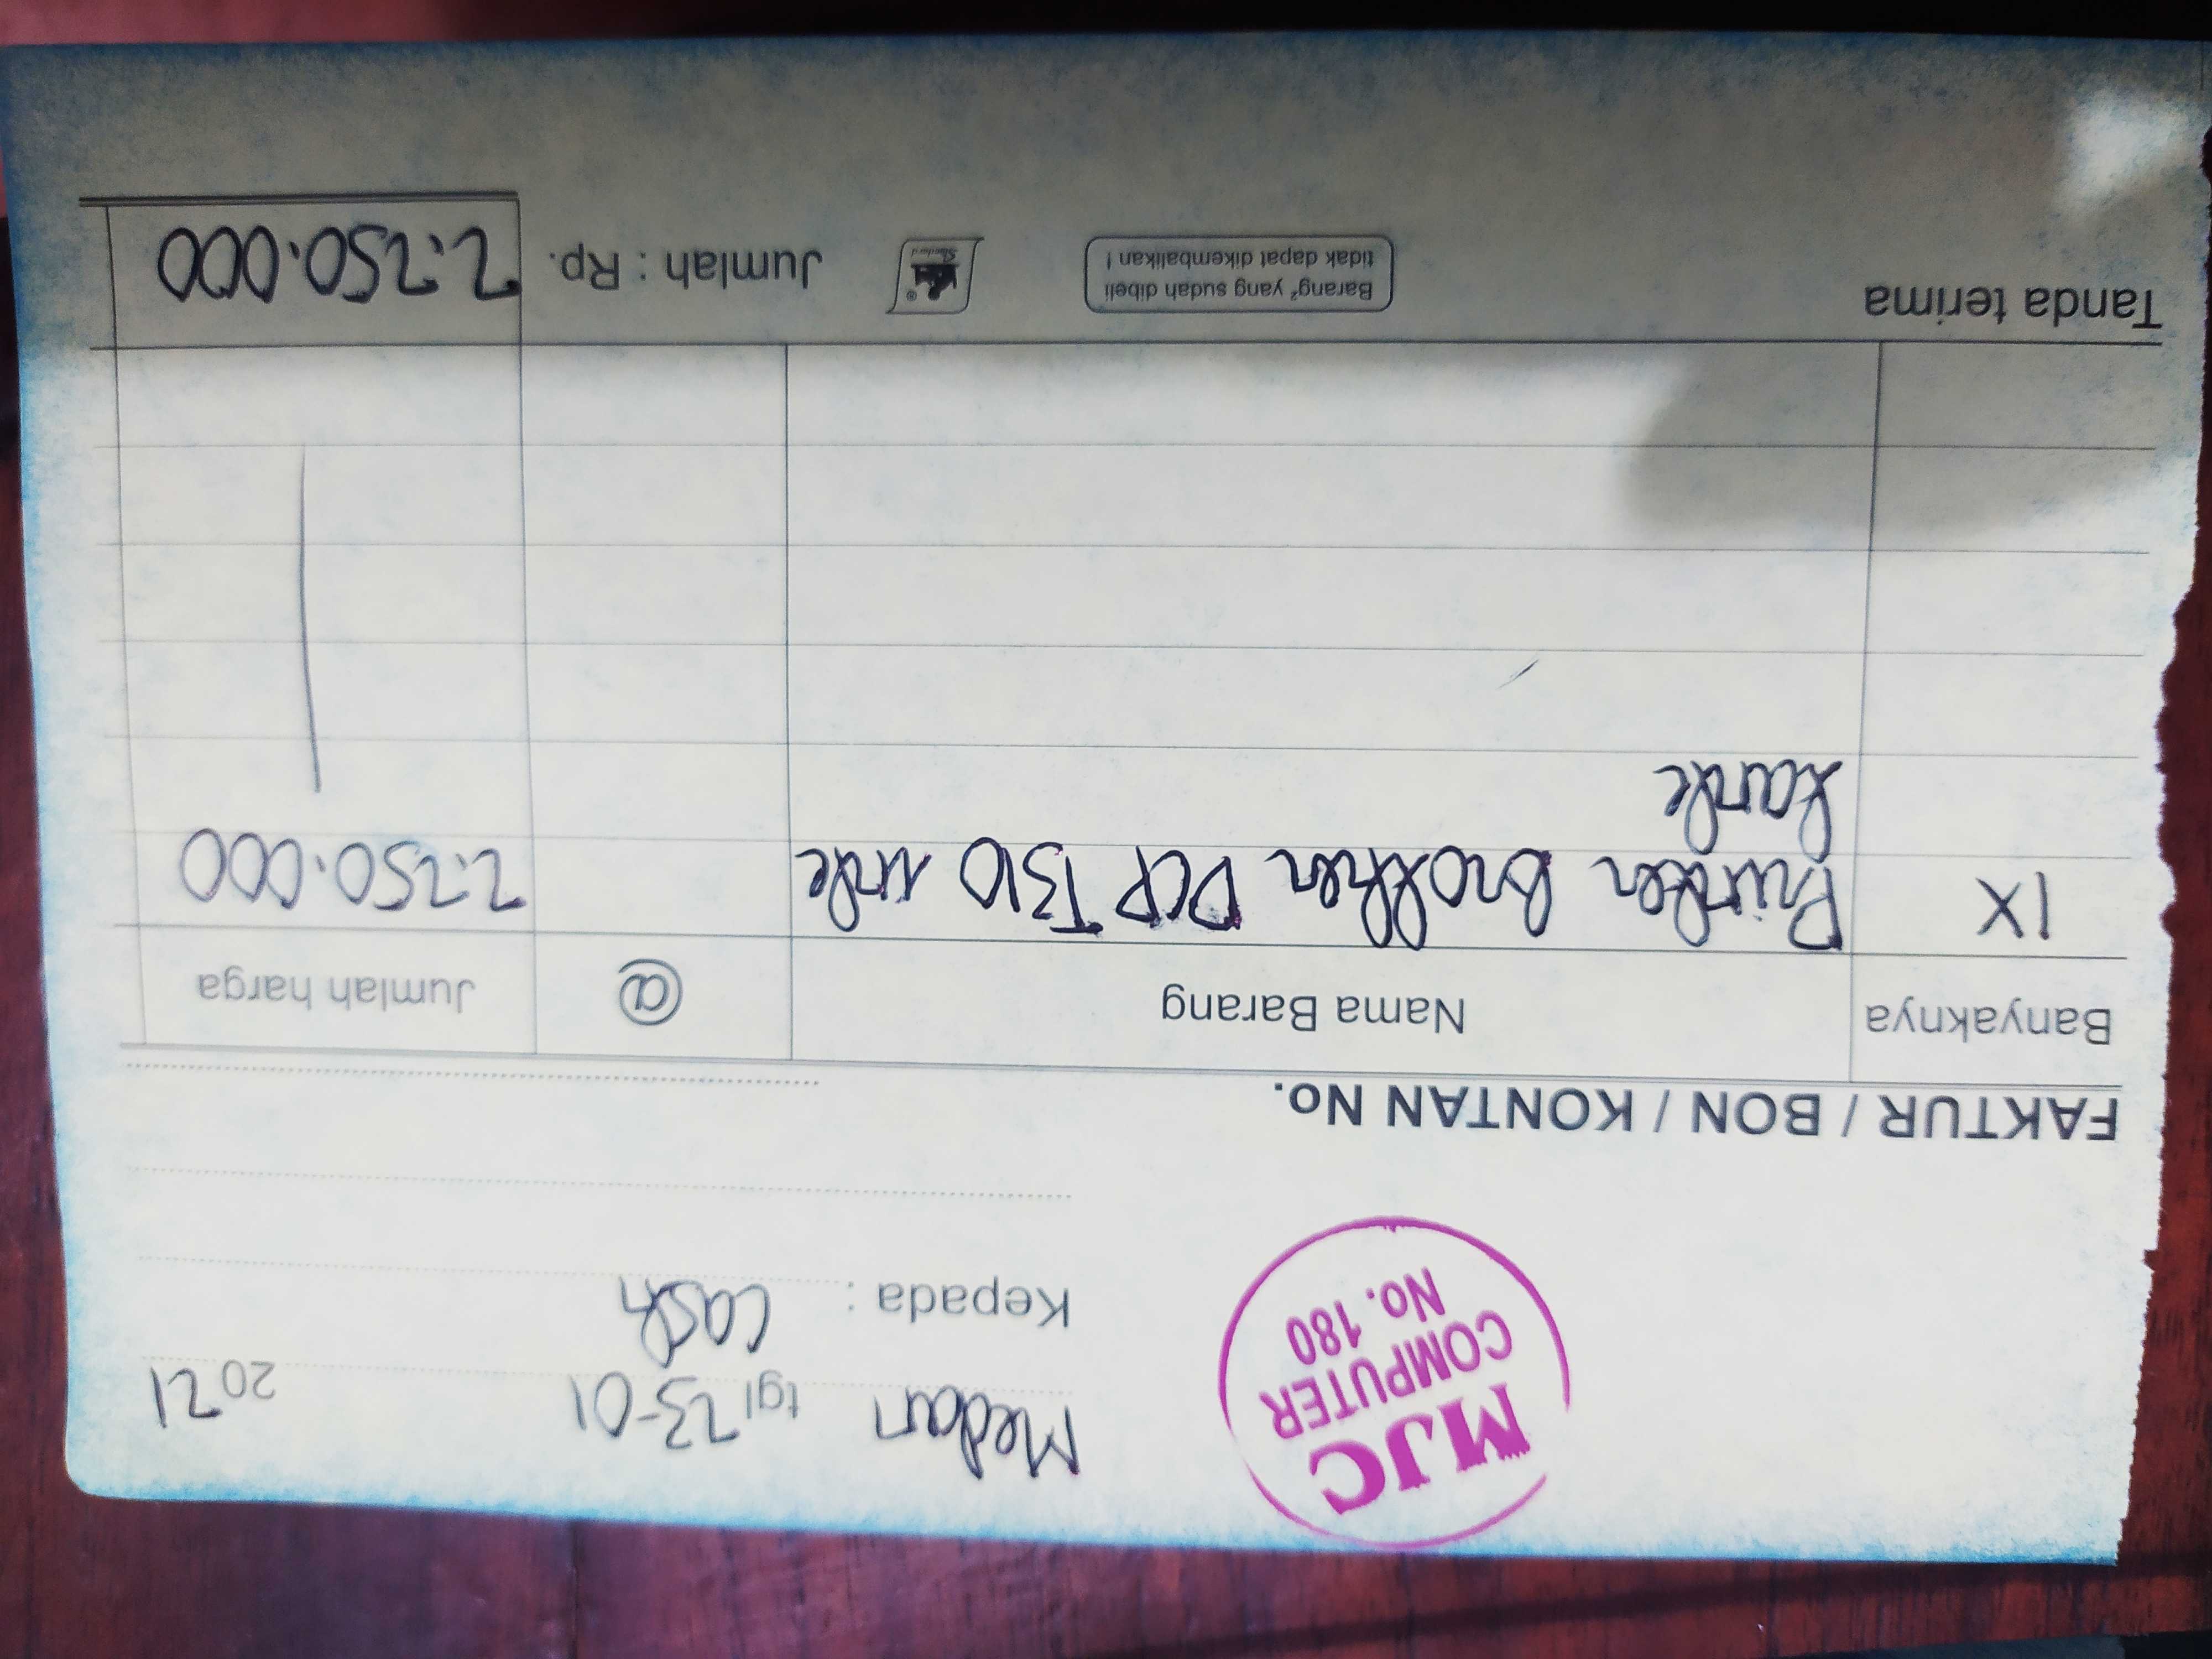 MJC
COMPUTER
No. 180
Medan tgl 23-01 2021
Kepada : Cash
FAKTUR / BON / KONTAN No.
Banyaknya Nama Barang @ Jumlah harga
1X Printer Brother DCP T310 2.250.000
Jumlah : Rp. 2.250.000
Tanda terima
Barang² yang sudah dibeli
tidak dapat dikembalikan !